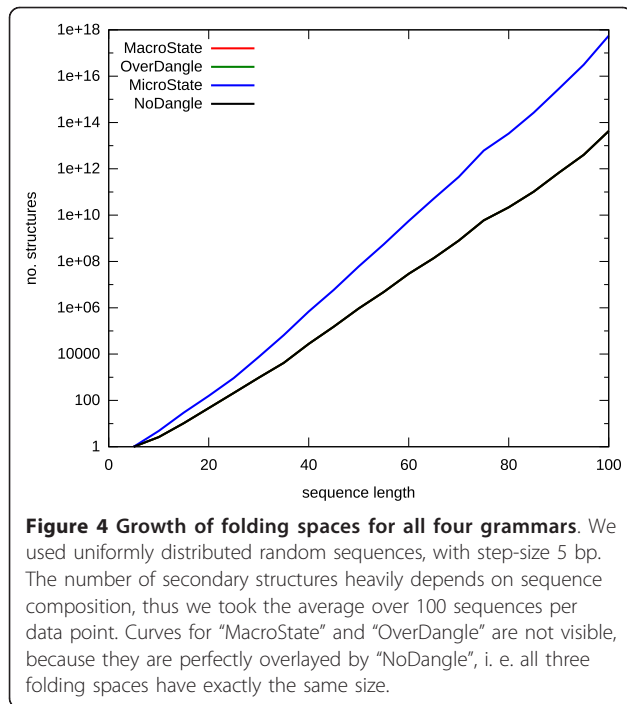 1e+18
1e+16
1e+14
1e+12
1e+10
1e+08
1e+06
10000
100
1
no. structures
MacroState
OverDangle
MicroState
NoDangle
0 20 40 60 80 100
sequence length
Figure 4 Growth of folding spaces for all four grammars. We
used uniformly distributed random sequences, with step-size 5 bp.
The number of secondary structures heavily depends on sequence
composition, thus we took the average over 100 sequences per
data point. Curves for "MacroState" and "OverDangle" are not visible,
because they are perfectly overlayed by "NoDangle", i. e. all three
folding spaces have exactly the same size.